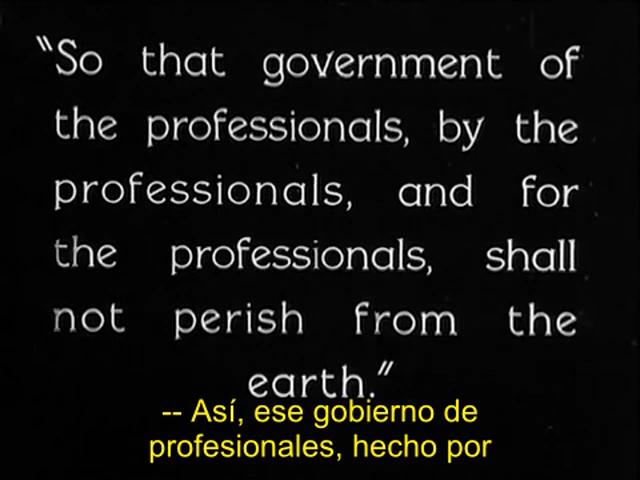 "So that government of
the professionals, by the
professionals, and for
the professionals, shall
not perish from the
earth."
-- Así, ese gobierno de
profesionales, hecho por